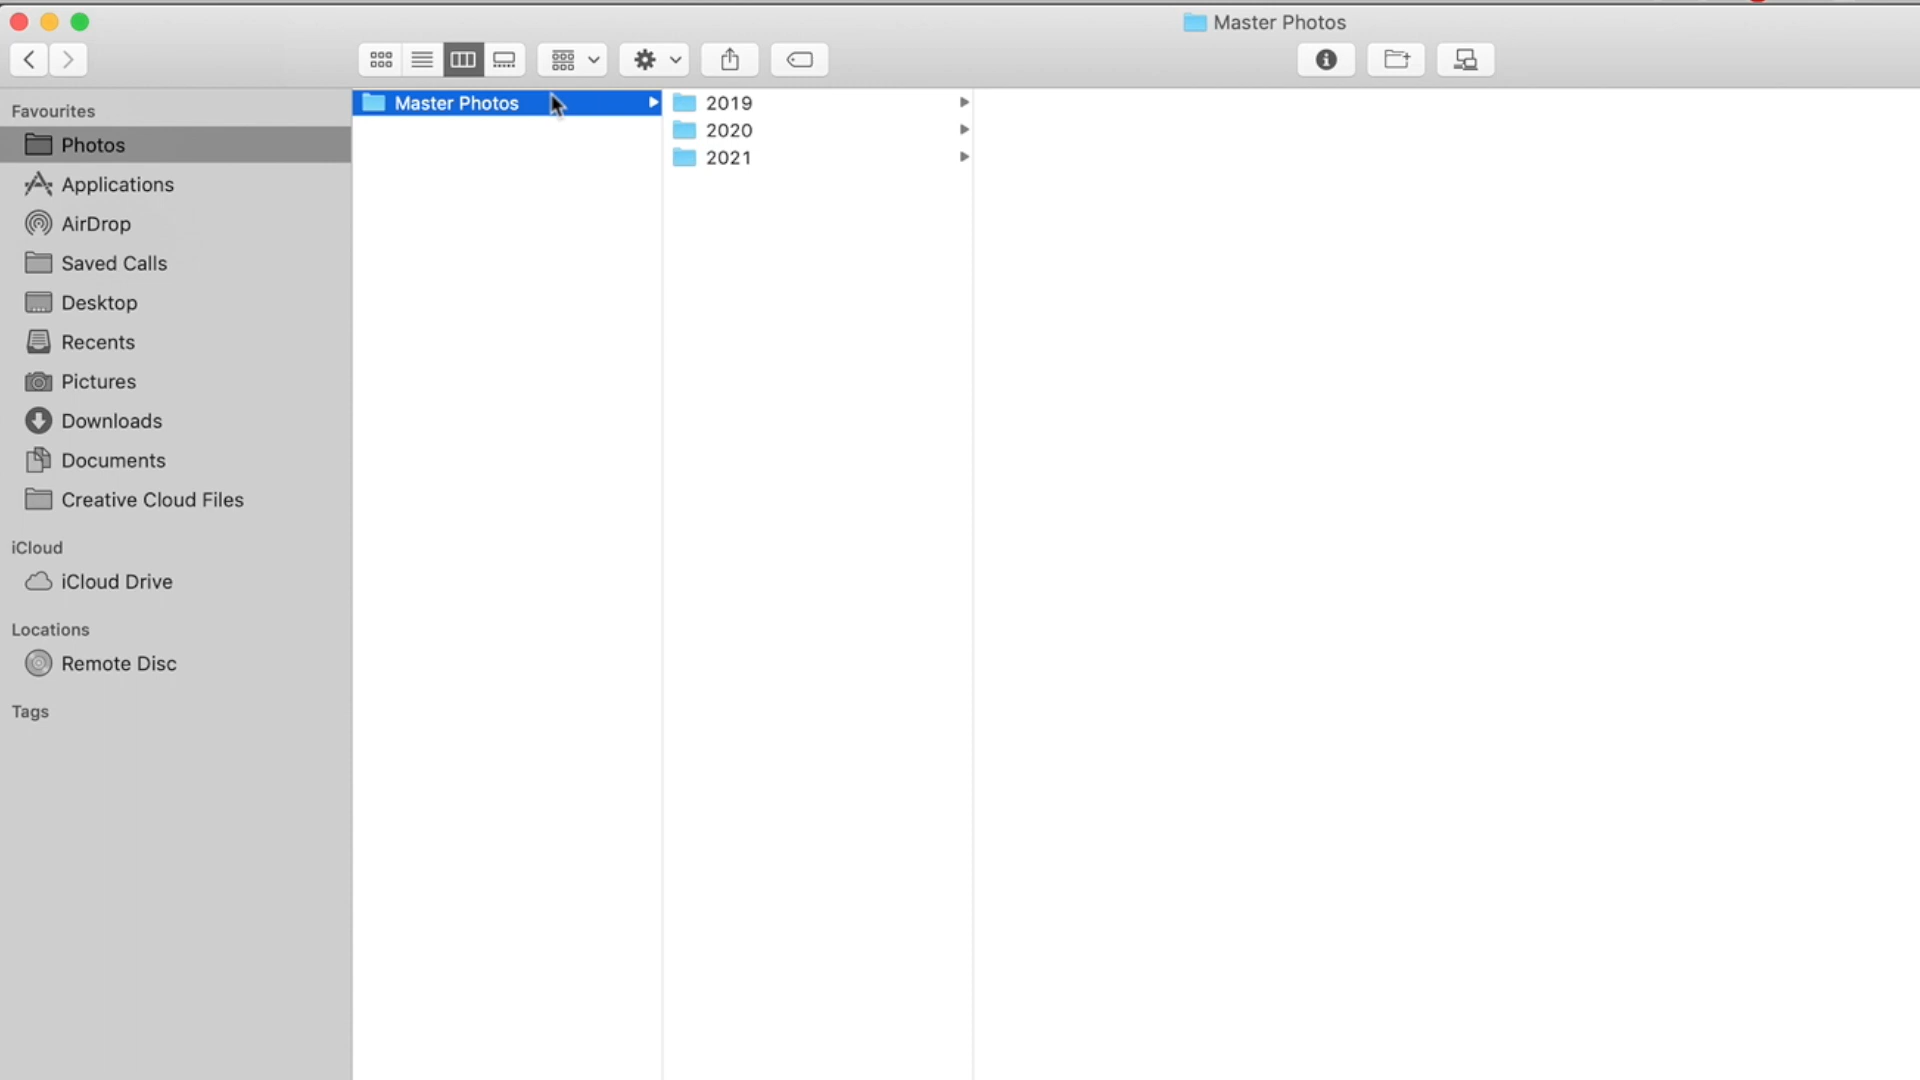 Master Photos
Favourites
Photos
Applications
AirDrop
Saved Calls
Desktop
Recents
Pictures
Downloads
Documents
Creative Cloud Files
iCloud
iCloud Drive
Locations
Remote Disc
Tags
Master Photos
2019
2020
2021